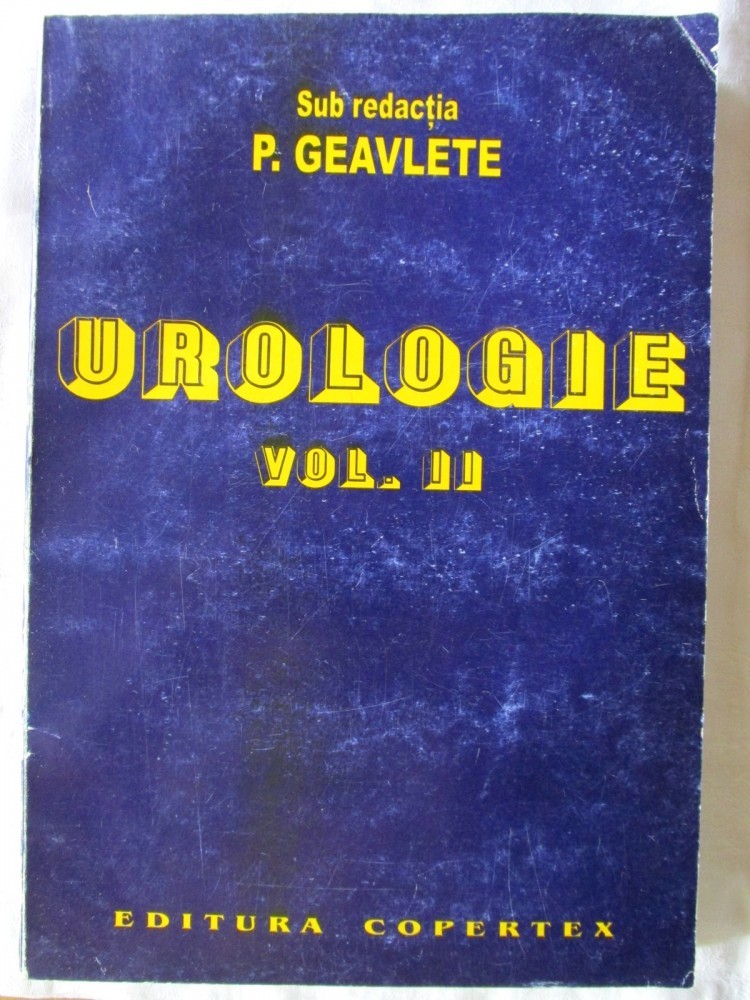 Sub redacția
P. GEAVLETE
UROLOGIE
VOL. II
EDITURA COPERTEX